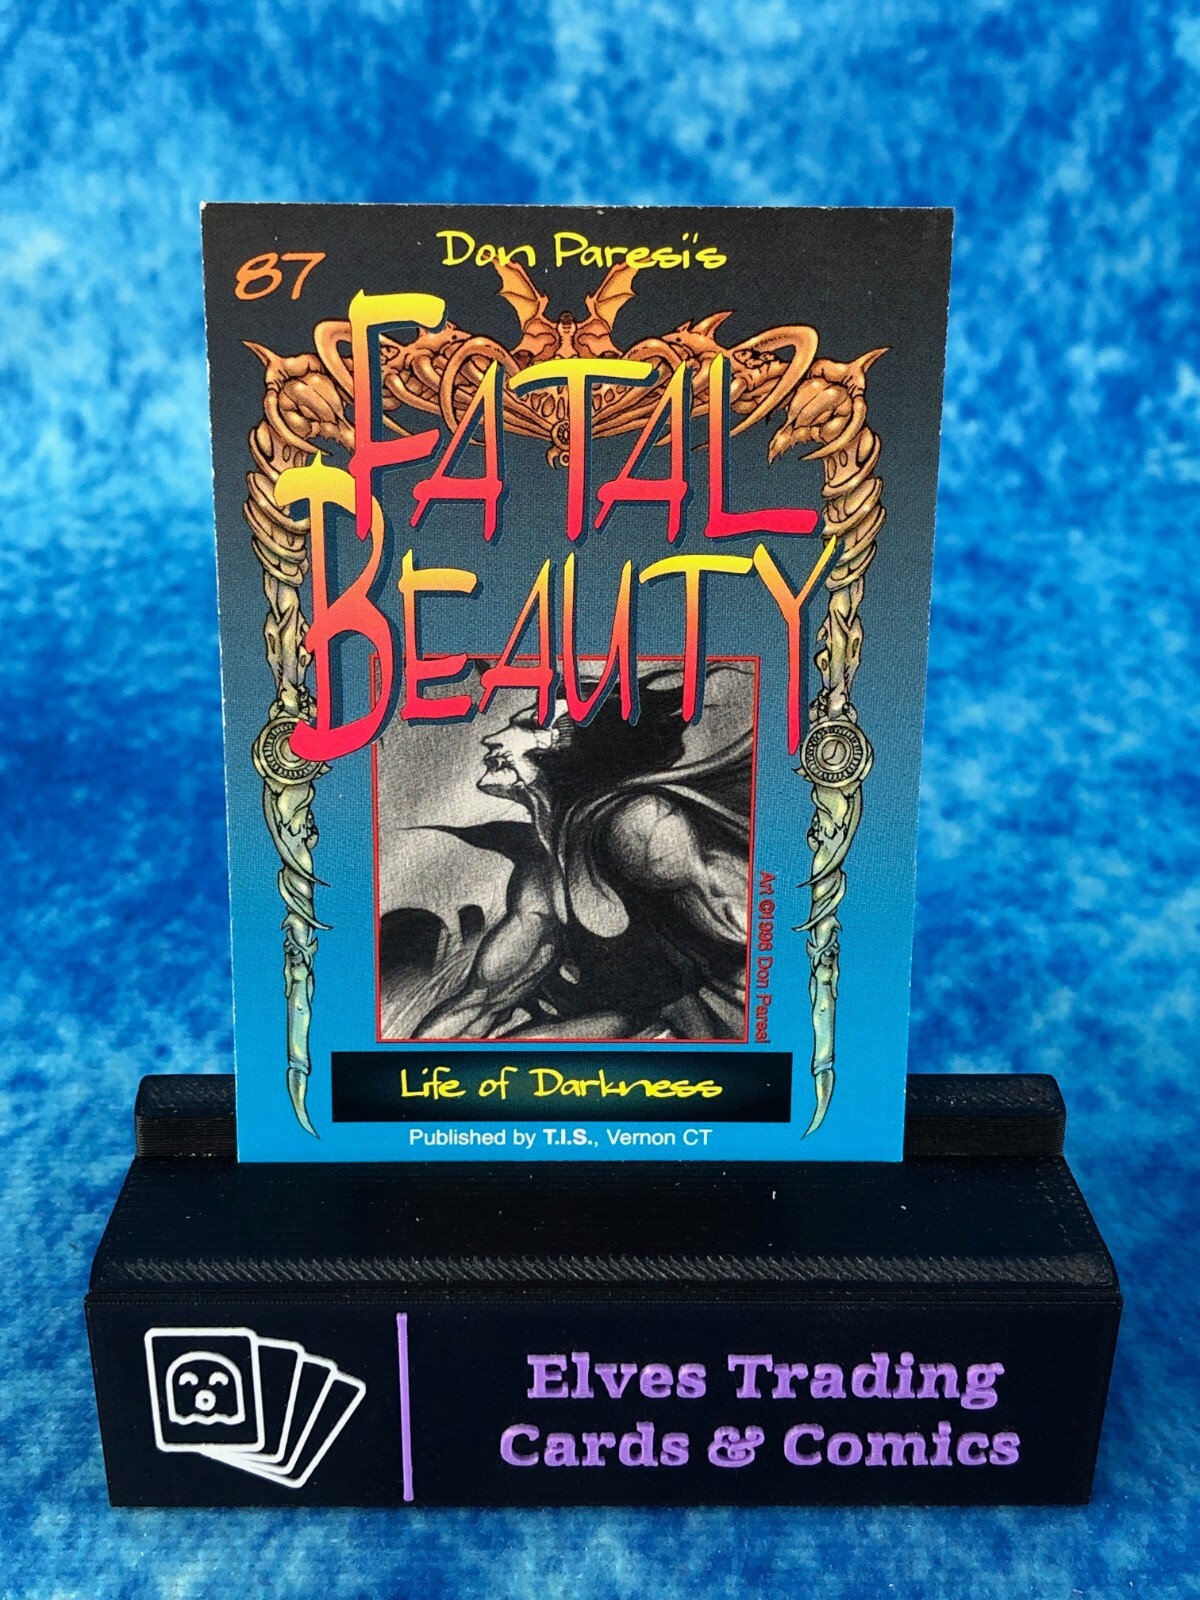 87
Don Paresi's
FATAL
BEAUTY
Art ©1996 Don Paresi
Life of Darkness
Published by T.I.S., Vernon CT
Elves Trading
Cards & Comics